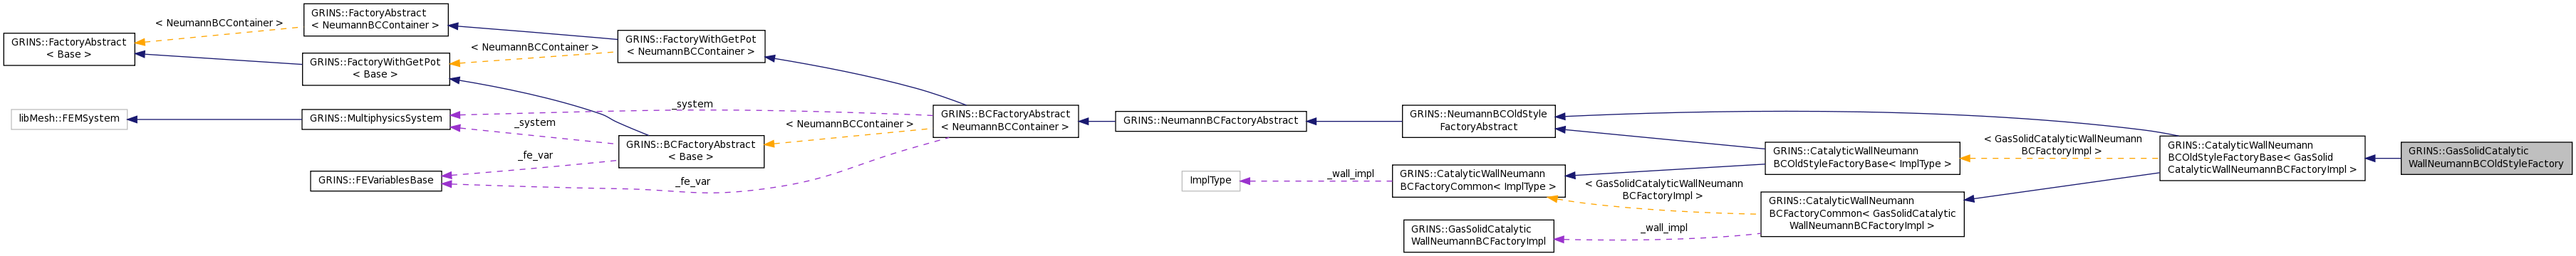 GRINS::FactoryAbstract
< Base >
< NeumannBCContainer >
GRINS::FactoryAbstract
< NeumannBCContainer >
GRINS::FactoryWithGetPot
< Base >
< NeumannBCContainer >
GRINS::FactoryWithGetPot
< NeumannBCContainer >
libMesh::FEMSystem
GRINS::MultiphysicsSystem
_system
_system
GRINS::BCFactoryAbstract
< Base >
_fe_var
GRINS::FEVariablesBase
_fe_var
< NeumannBCContainer >
GRINS::BCFactoryAbstract
< NeumannBCContainer >
GRINS::NeumannBCFactoryAbstract
GRINS::NeumannBCOldStyle
FactoryAbstract
ImplType
_wall_impl
GRINS::CatalyticWallNeumann
BCFactoryCommon< ImplType >
GRINS::GasSolidCatalytic
WallNeumannBCFactoryImpl
< GasSolidCatalyticWallNeumann
BCFactoryImpl >
_wall_impl
GRINS::CatalyticWallNeumann
BCOldStyleFactoryBase< ImplType >
GRINS::CatalyticWallNeumann
BCFactoryCommon< GasSolidCatalytic
WallNeumannBCFactoryImpl >
< GasSolidCatalyticWallNeumann
BCFactoryImpl >
GRINS::CatalyticWallNeumann
BCOldStyleFactoryBase< GasSolid
CatalyticWallNeumannBCFactoryImpl >
GRINS::GasSolidCatalytic
WallNeumannBCOldStyleFactory